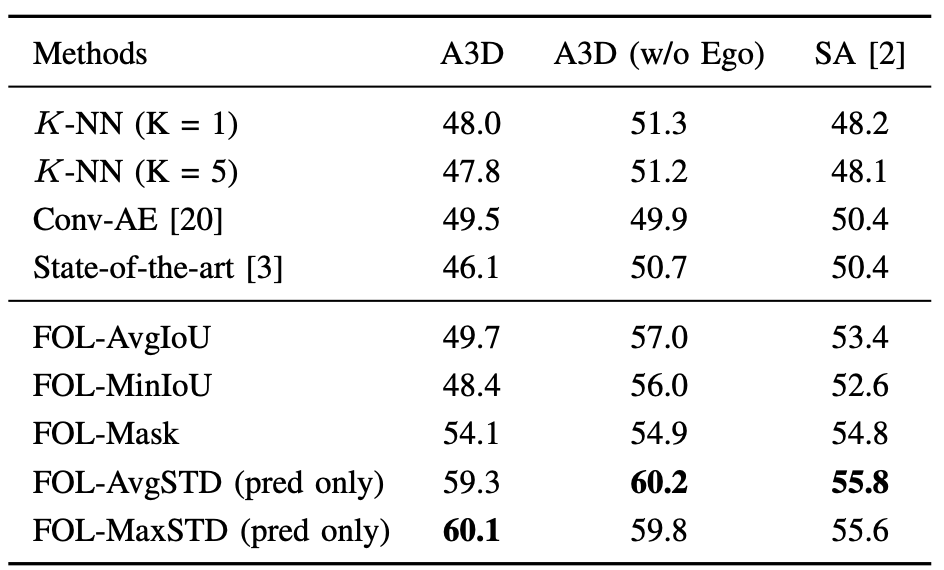 Methods A3D A3D (w/o Ego) SA [2]
K-NN (K = 1) 48.0 51.3 48.2
K-NN (K = 5) 47.8 51.2 48.1
Conv-AE [20] 49.5 49.9 50.4
State-of-the-art [3] 46.1 50.7 50.4
FOL-AvgIoU 49.7 57.0 53.4
FOL-MinIoU 48.4 56.0 52.6
FOL-Mask 54.1 54.9 54.8
FOL-AvgSTD (pred only) 59.3 60.2 55.8
FOL-MaxSTD (pred only) 60.1 59.8 55.6